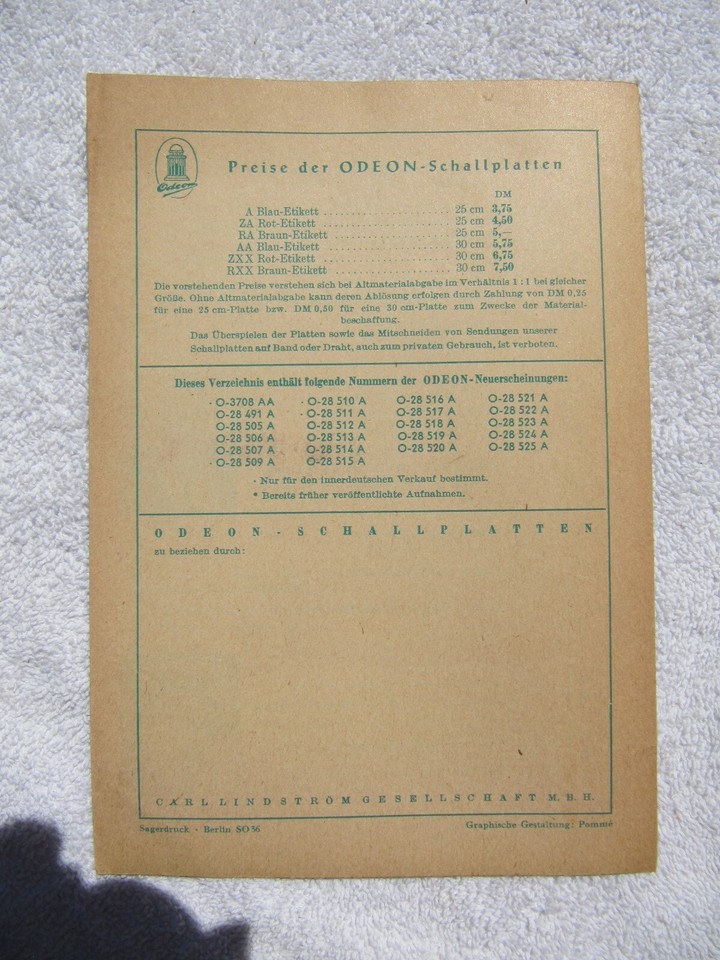 Odeon
Preise der ODEON-Schallplatten
DM
A Blau-Etikett .................... 25 cm 3,75
ZA Rot-Etikett .................... 25 cm 4,50
RA Braun-Etikett .................... 25 cm 5,—
AA Blau-Etikett .................... 30 cm 5,75
ZXX Rot-Etikett .................... 30 cm 6,75
RXX Braun-Etikett .................... 30 cm 7,50
Die vorstehenden Preise verstehen sich bei Altmaterialabgabe im Verhältnis 1 : 1 bei gleicher
Größe. Ohne Altmaterialabgabe kann deren Ablösung erfolgen durch Zahlung von DM 0,25
für eine 25 cm-Platte bzw. DM 0,50 für eine 30 cm-Platte zum Zwecke der Material-
beschaffung.
Das Überspielen der Platten sowie das Mitschneiden von Sendungen unserer
Schallplatten auf Band oder Draht, auch zum privaten Gebrauch, ist verboten.
Dieses Verzeichnis enthält folgende Nummern der ODEON-Neuerscheinungen:
· O-3708 AA · O-28 510 A O-28 516 A O-28 521 A
O-28 491 A · O-28 511 A O-28 517 A O-28 522 A
O-28 505 A O-28 512 A O-28 518 A O-28 523 A
O-28 506 A O-28 513 A O-28 519 A O-28 524 A
O-28 507 A O-28 514 A O-28 520 A O-28 525 A
· O-28 509 A O-28 515 A
· Nur für den innerdeutschen Verkauf bestimmt.
* Bereits früher veröffentlichte Aufnahmen.
ODEON-SCHALLPLATTEN
zu beziehen durch:
CARL LINDSTRÖM GESELLSCHAFT M. B. H.
Sagerdruck · Berlin SO 36 Graphische Gestaltung: Pomme